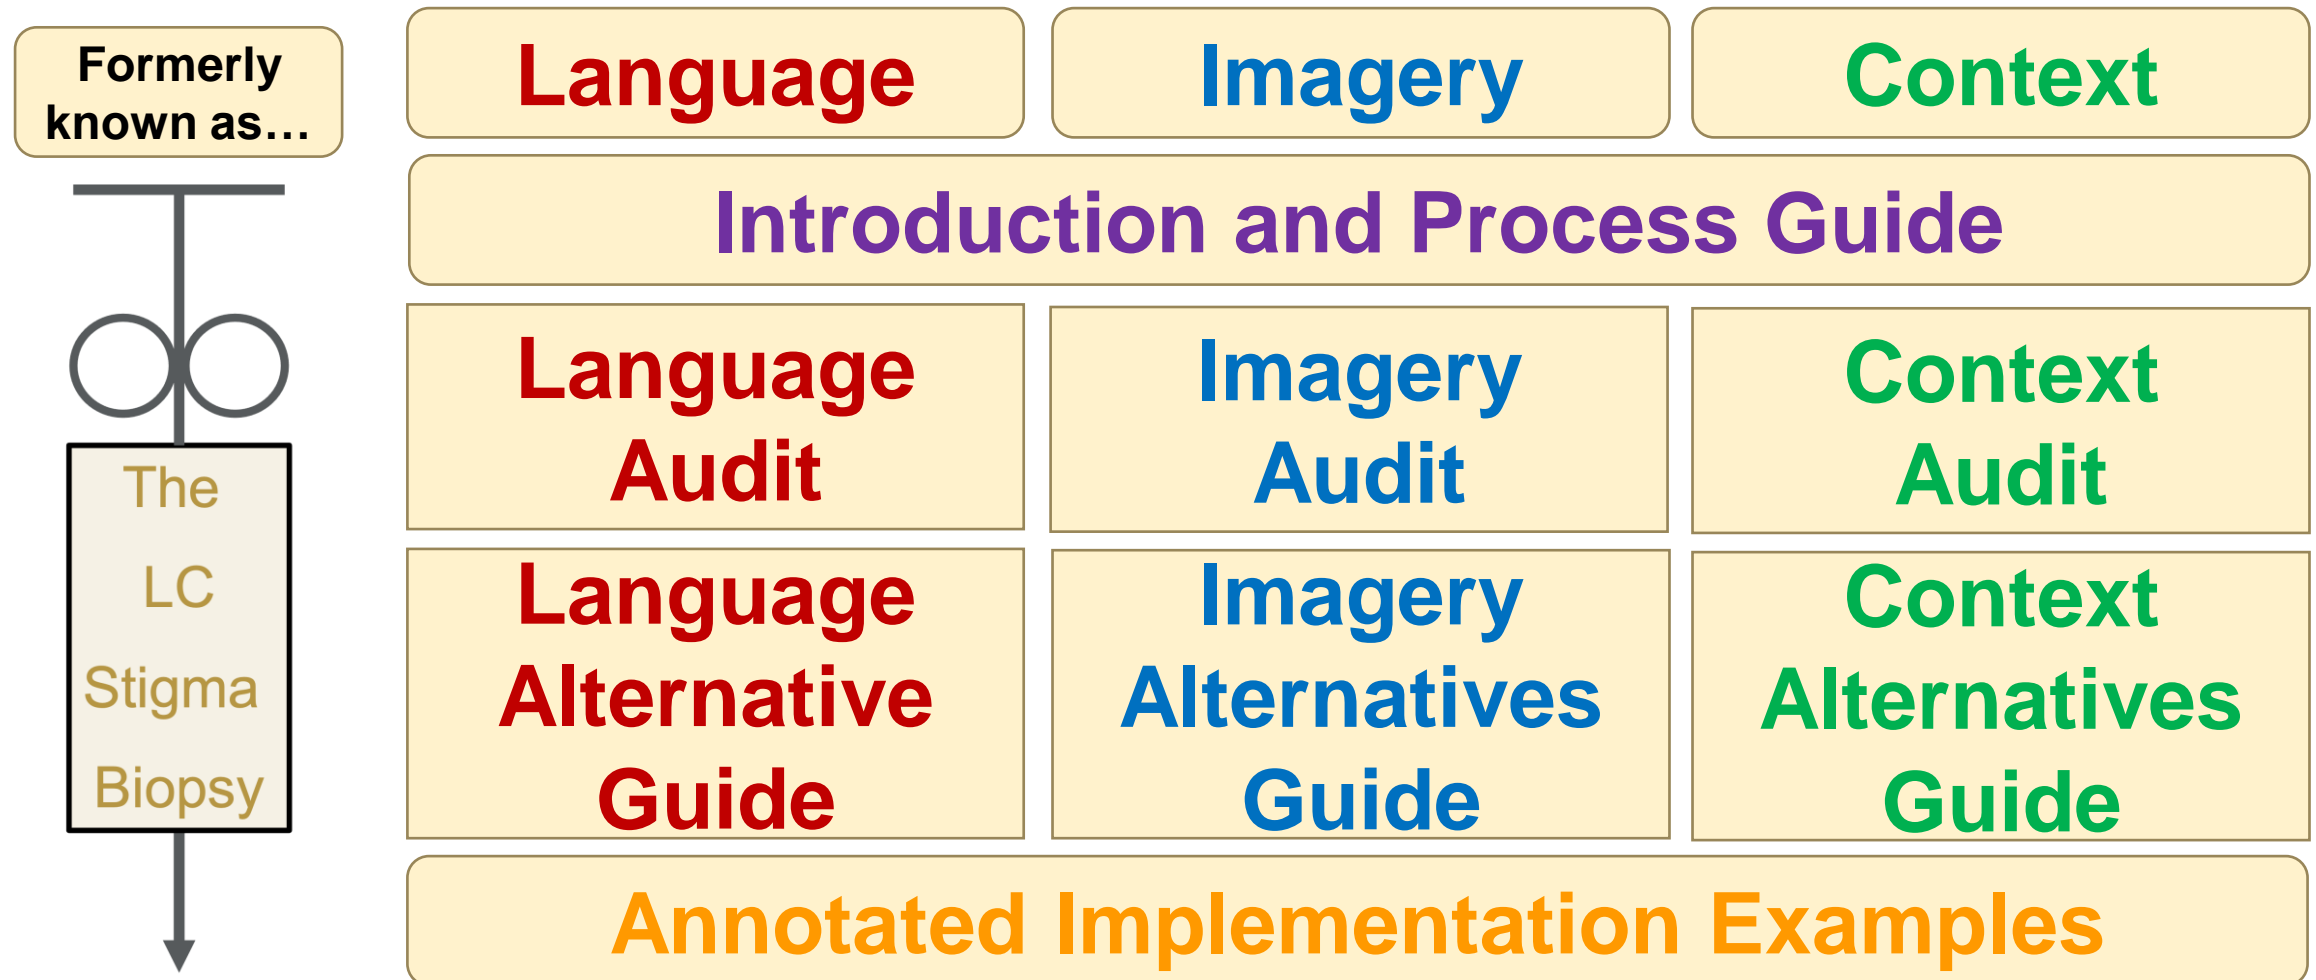 Formerly
known as…
The
LC
Stigma
Biopsy
Language
Imagery
Context
Introduction and Process Guide
Language
Audit
Imagery
Audit
Context
Audit
Language
Alternative
Guide
Imagery
Alternatives
Guide
Context
Alternatives
Guide
Annotated Implementation Examples